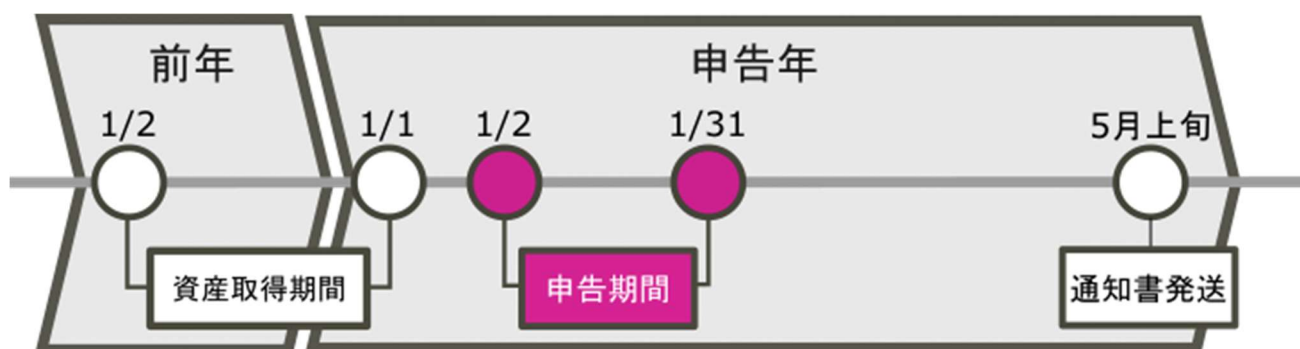 前年
申告年
1/2
1/1
1/2
1/31
5月上旬
資産取得期間
申告期間
通知書発送